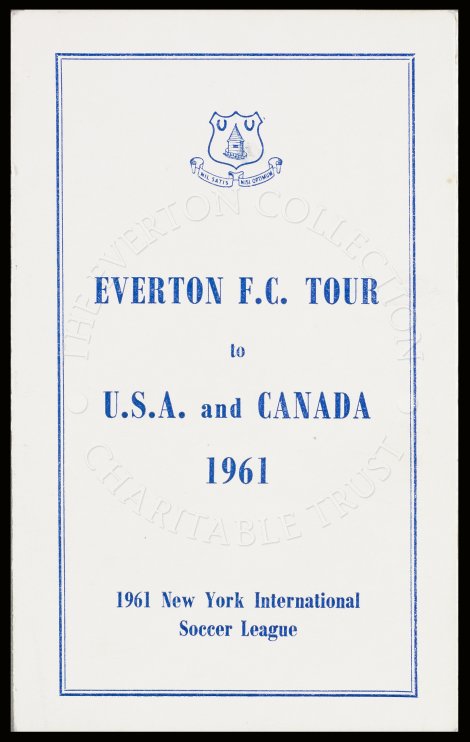 NIL SATIS NISI OPTIMUM
EVERTON F.C. TOUR
to
U.S.A. and CANADA
1961
1961 New York International
Soccer League
THE EVERTON COLLECTION
CHARITABLE TRUST